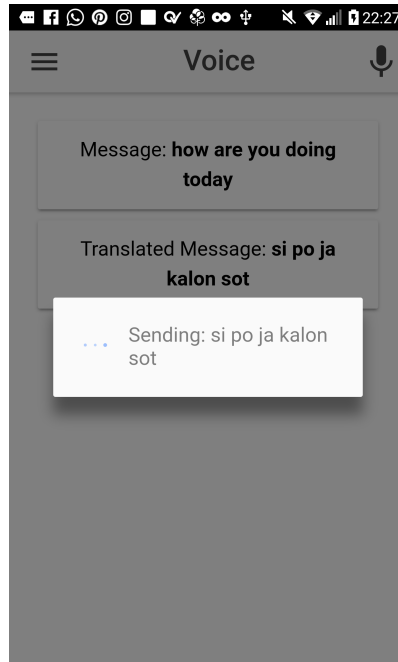 22:27
Voice
Message: how are you doing
today
Translated Message: si po ja
kalon sot
Sending: si po ja kalon
sot